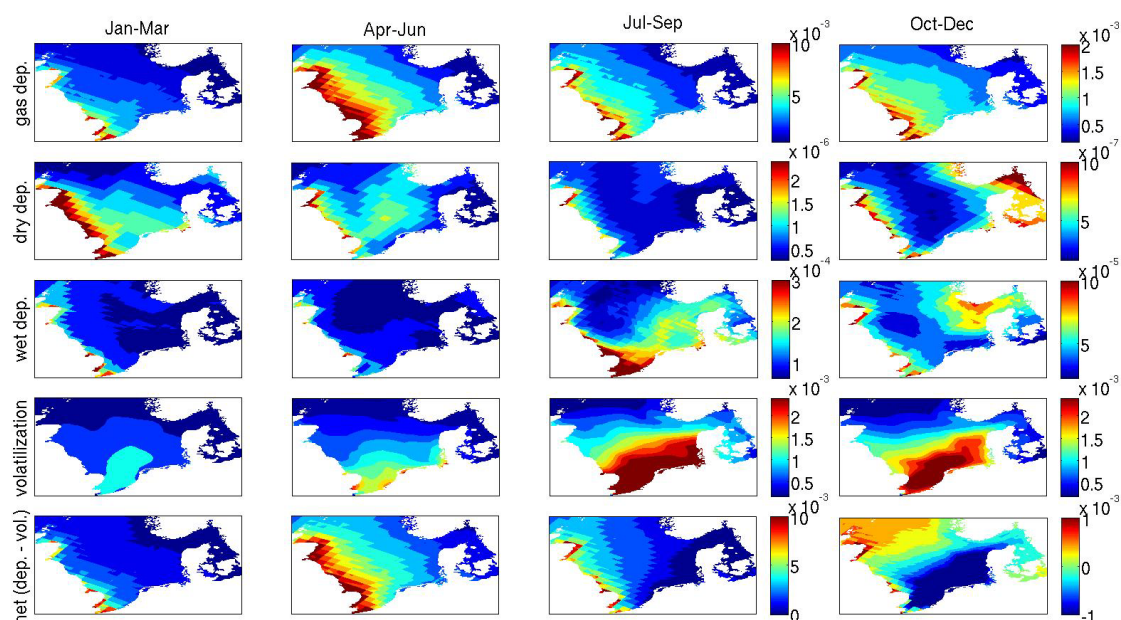 Jan-Mar Apr-Jun Jul-Sep Oct-Dec
gas dep.
x 10⁻³
10
5
x 10⁻³
2
1.5
1
0.5
dry dep.
x 10⁻⁶
2
1.5
1
0.5
x 10⁻⁷
10
5
wet dep.
x 10⁻⁴
3
2
1
x 10⁻⁵
10
5
volatilization
x 10⁻³
2
1.5
1
0.5
x 10⁻³
2
1.5
1
0.5
net (dep. - vol.)
x 10⁻³
10
5
0
x 10⁻³
1
0
-1